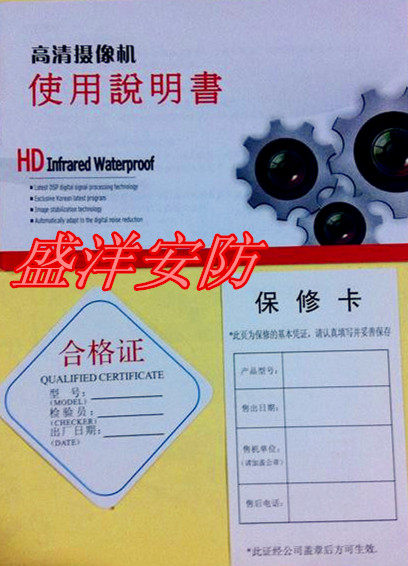 高清摄像机
使用說明書
HD Infrared Waterproof
■ Latest DSP digital signal processing technology
■ Exclusive Korean latest program
■ Image stabilization technology
■ Automatically adapt to the digital noise reduction
盛洋安防
合格证
QUALIFIED CERTIFICATE
型 号：
(MODEL)
检验员：
(CHECKER)
出厂日期：
(DATE)
保修卡
*此页为保修的基本凭证，请认真填写并妥善保存
产品型号：
售出日期：
售机单位：
(请加盖公章)
售后电话：
*此证经公司盖章后方可生效.